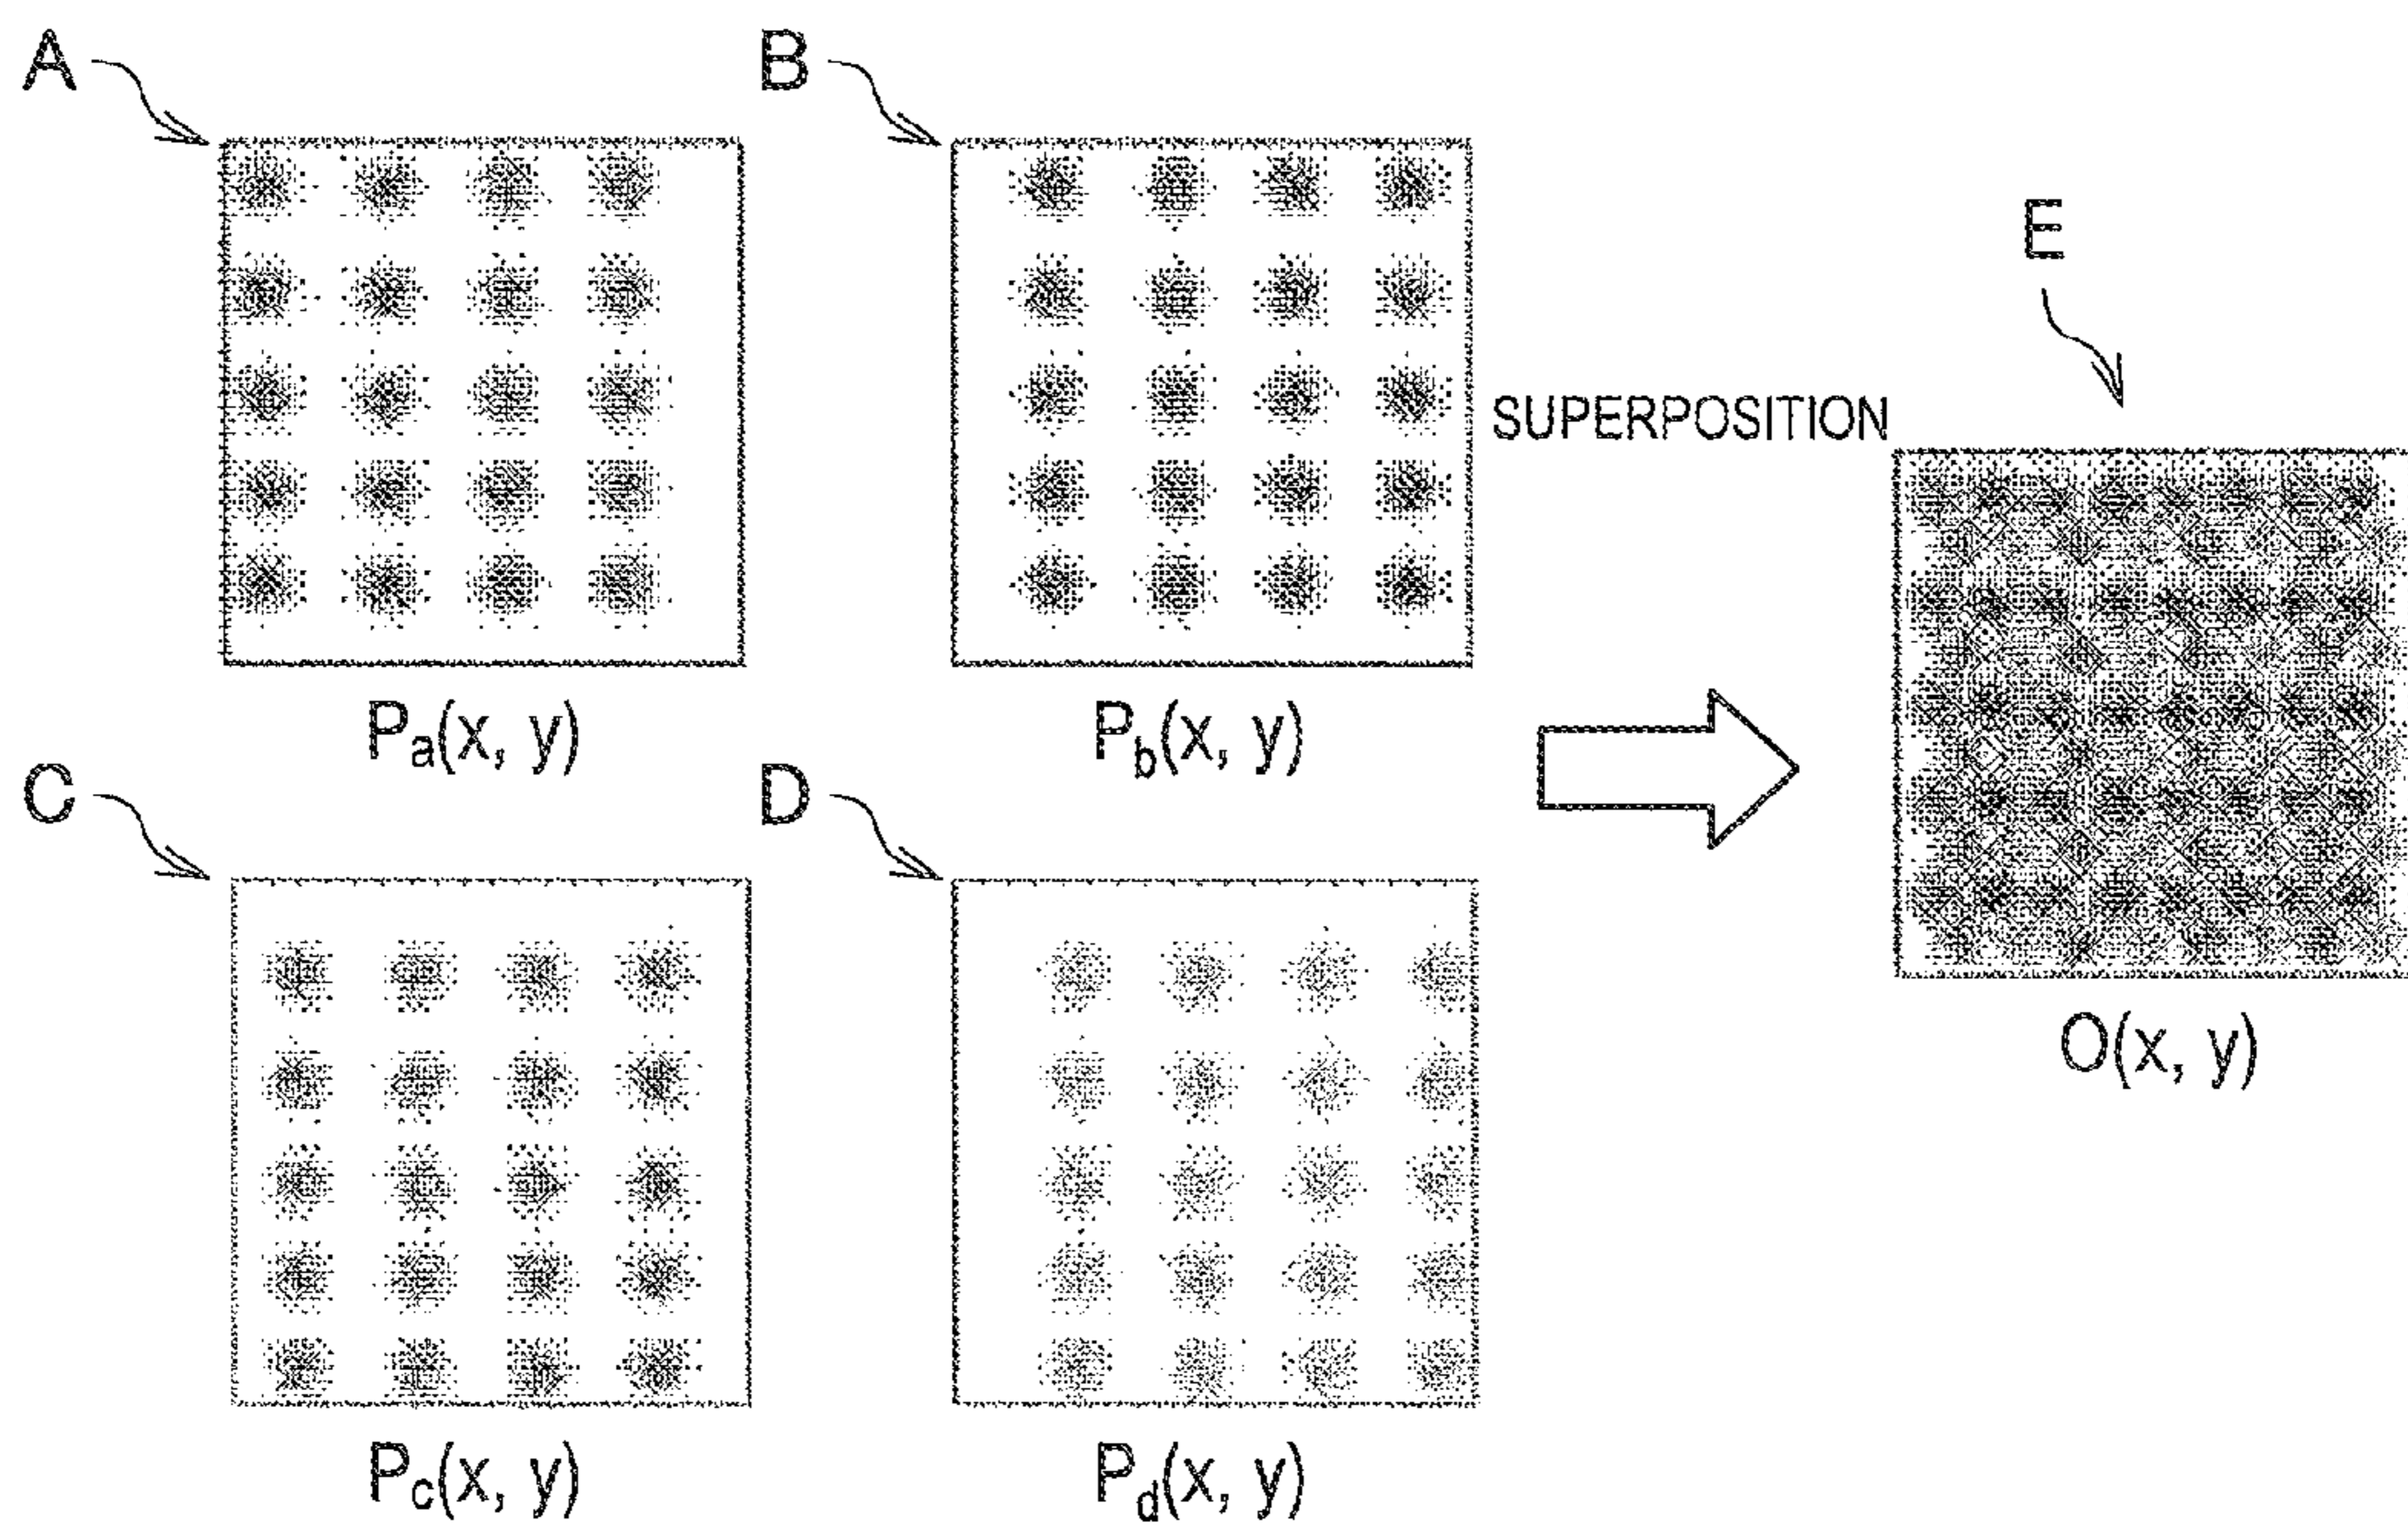 A
B
E
SUPERPOSITION
Pa(x, y)
Pb(x, y)
C
D
O(x, y)
Pc(x, y)
Pd(x, y)